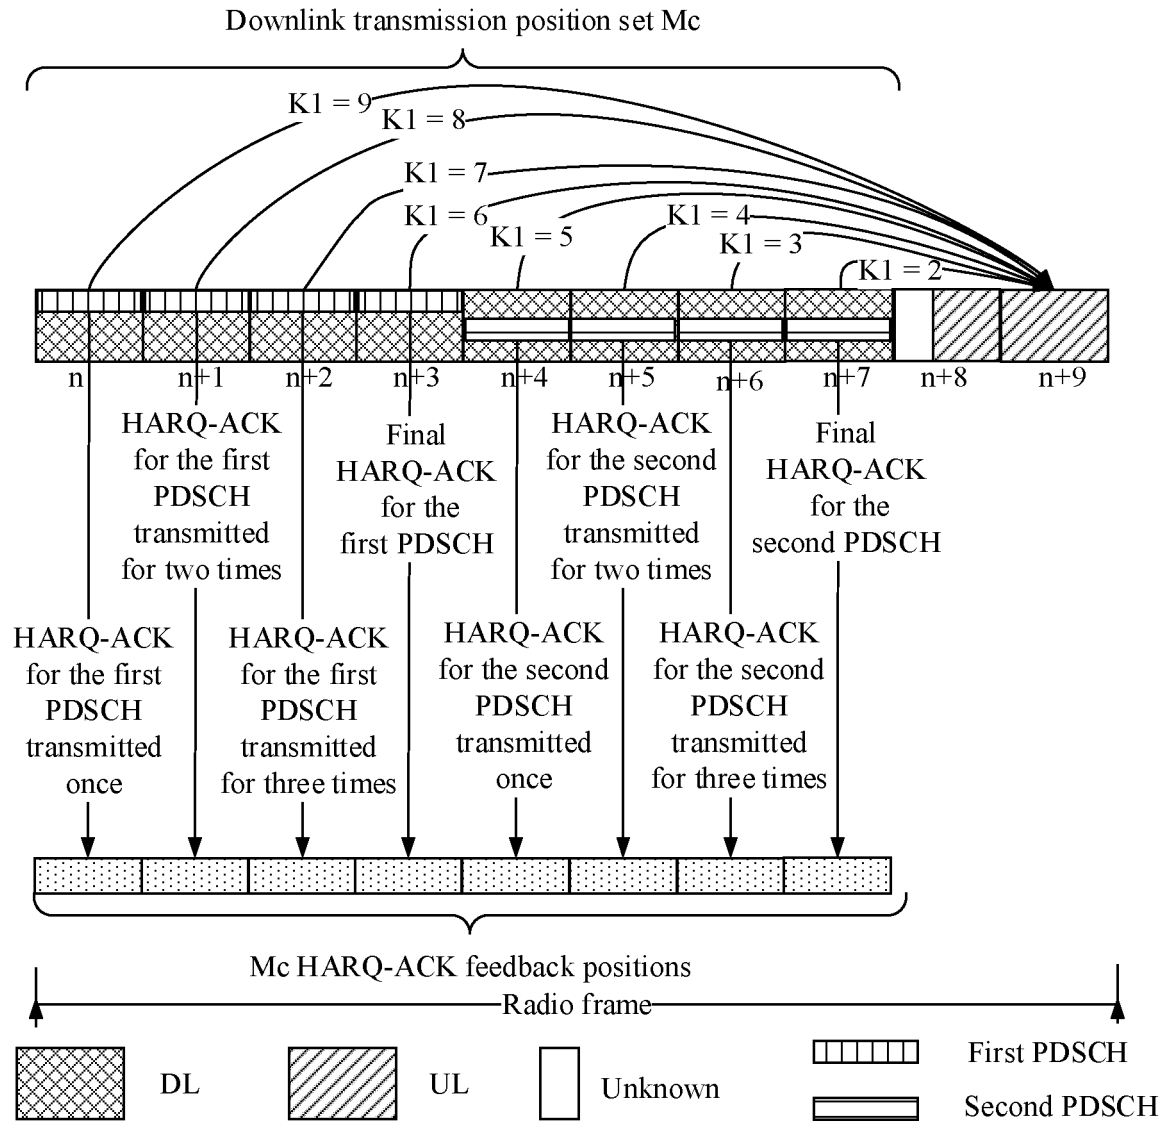 Downlink transmission position set Mc
K1 = 9
K1 = 8
K1 = 7
K1 = 6
K1 = 5
K1 = 4
K1 = 3
K1 = 2
n
n+1
n+2
n+3
n+4
n+5
n+6
n+7
n+8
n+9
HARQ-ACK
for the first
PDSCH
transmitted
for two times
Final
HARQ-ACK
for the
first PDSCH
HARQ-ACK
for the second
PDSCH
transmitted
for two times
Final
HARQ-ACK
for the
second PDSCH
HARQ-ACK
for the first
PDSCH
transmitted
once
HARQ-ACK
for the first
PDSCH
transmitted
for three times
HARQ-ACK
for the second
PDSCH
transmitted
once
HARQ-ACK
for the second
PDSCH
transmitted
for three times
Mc HARQ-ACK feedback positions
Radio frame
DL
UL
Unknown
First PDSCH
Second PDSCH